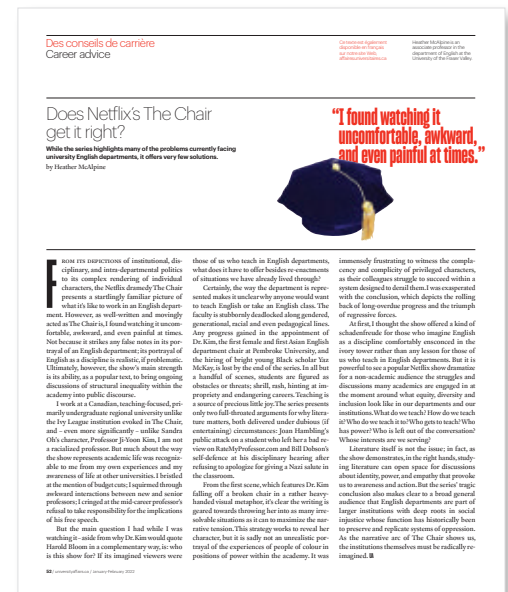 Des conseils de carrière
Career advice
Ce texte est également
disponible en français
sur notre site Web,
affairesuniversitaires.ca
Heather McAlpine is an
associate professor in the
department of English at the
University of the Fraser Valley
Does Netflix's The Chair
get it right?
While the series highlights many of the problems currently facing
university English departments, it offers very few solutions.
by Heather McAlpine
“I found watching it
uncomfortable, awkward,
and even painful at times.”
FROM ITS DEPICTIONS of institutional, dis-
ciplinary, and intra-departmental politics
to its complex rendering of individual
characters, the Netflix dramedy The Chair
presents a startlingly familiar picture of
what it's like to work in an English depart-
ment. However, as well-written and movingly
acted as The Chair is, I found watching it uncom-
fortable, awkward, and even painful at times.
Not because it strikes any false notes in its por-
trayal of an English department; its portrayal of
English as a discipline is realistic, if problematic.
Ultimately, however, the show's main strength
is its ability, as a popular text, to bring ongoing
discussions of structural inequality within the
academy into public discourse.
I work at a Canadian, teaching-focused, pri-
marily undergraduate regional university unlike
the Ivy League institution evoked in The Chair,
and – even more significantly – unlike Sandra
Oh's character, Professor Ji-Yoon Kim, I am not
a racialized professor. But much about the way
the show represents academic life was recogniz-
able to me from my own experiences and my
awareness of life at other universities. I bristled
at the mention of budget cuts; I squirmed through
awkward interactions between new and senior
professors; I cringed at the mid-career professor's
refusal to take responsibility for the implications
of his free speech.
But the main question I had while I was
watching it – aside from why Dr. Kim would quote
Harold Bloom in a complementary way, is: who
is this show for? If its imagined viewers were
those of us who teach in English departments,
what does it have to offer besides re-enactments
of situations we have already lived through?
Certainly, the way the department is repre-
sented makes it unclear why anyone would want
to teach English or take an English class. The
faculty is stubbornly deadlocked along gendered,
generational, racial and even pedagogical lines.
Any progress gained in the appointment of
Dr. Kim, the first female and first Asian English
department chair at Pembroke University, and
the hiring of bright young Black scholar Yaz
McKay, is lost by the end of the series. In all but
a handful of scenes, students are figured as
obstacles or threats; shrill, rash, hinting at im-
propriety and endangering careers. Teaching is
a source of precious little joy. The series presents
only two full-throated arguments for why litera-
ture matters, both delivered under dubious (if
entertaining) circumstances: Joan Hambling's
public attack on a student who left her a bad re-
view on RateMyProfessor.com and Bill Dobson's
self-defence at his disciplinary hearing after
refusing to apologize for giving a Nazi salute in
the classroom.
From the first scene, which features Dr. Kim
falling off a broken chair in a rather heavy-
handed visual metaphor, it's clear the writing is
geared towards throwing her into as many irre-
solvable situations as it can to maximize the nar-
rative tension. This strategy works to reveal her
character, but it is sadly not an unrealistic por-
trayal of the experiences of people of colour in
positions of power within the academy. It was
immensely frustrating to witness the compla-
cency and complicity of privileged characters,
as their colleagues struggle to succeed within a
system designed to derail them. I was exasperated
with the conclusion, which depicts the rolling
back of long-overdue progress and the triumph
of regressive forces.
At first, I thought the show offered a kind of
schadenfreude for those who imagine English
as a discipline comfortably ensconced in the
ivory tower rather than any lesson for those of
us who teach in English departments. But it is
powerful to see a popular Netflix show dramatize
for a non-academic audience the struggles and
discussions many academics are engaged in at
the moment around what equity, diversity and
inclusion look like in our departments and our
institutions. What do we teach? How do we teach
it? Who do we teach it to? Who gets to teach? Who
has power? Who is left out of the conversation?
Whose interests are we serving?
Literature itself is not the issue; in fact, as
the show demonstrates, in the right hands, study-
ing literature can open space for discussions
about identity, power, and empathy that provoke
us to awareness and action. But the series' tragic
conclusion also makes clear to a broad general
audience that English departments are part of
larger institutions with deep roots in social
injustice whose function has historically been
to preserve and replicate systems of oppression.
As the narrative arc of The Chair shows us,
the institutions themselves must be radically re-
imagined.
52 / universityaffairs.ca / January-February 2022